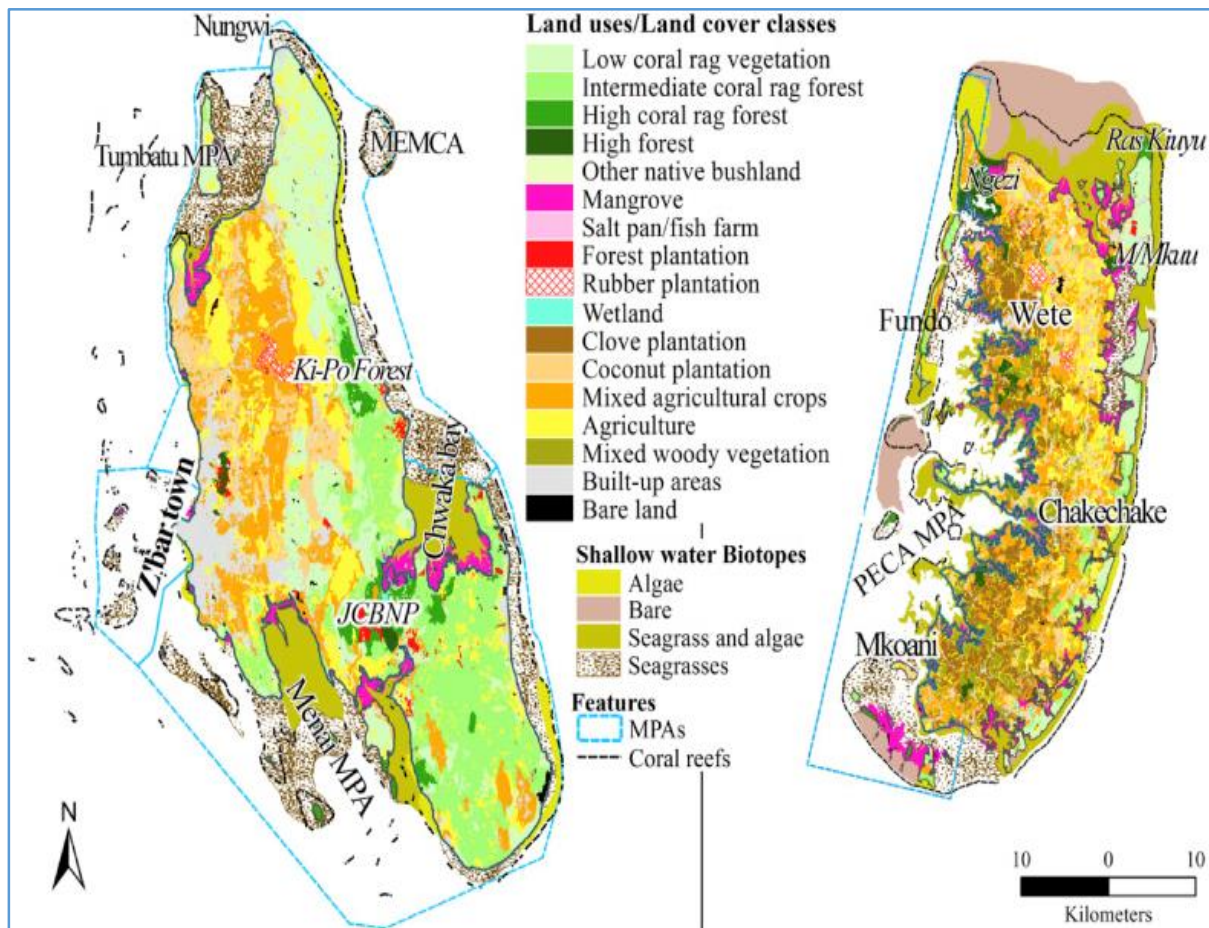 Nungwi
Tumbatu MPA
MEMCA
Ki-Po Forest
Z'bar town
Chwaka bay
JCBNP
Menai MPA
N
Land uses/Land cover classes
Low coral rag vegetation
Intermediate coral rag forest
High coral rag forest
High forest
Other native bushland
Mangrove
Salt pan/fish farm
Forest plantation
Rubber plantation
Wetland
Clove plantation
Coconut plantation
Mixed agricultural crops
Agriculture
Mixed woody vegetation
Built-up areas
Bare land
Shallow water Biotopes
Algae
Bare
Seagrass and algae
Seagrasses
Features
MPAs
Coral reefs
Ras Kiuyu
Ngezi
M/Mkuu
Fundo
Wete
Chakechake
PECA MPA
Mkoani
10 0 10
Kilometers